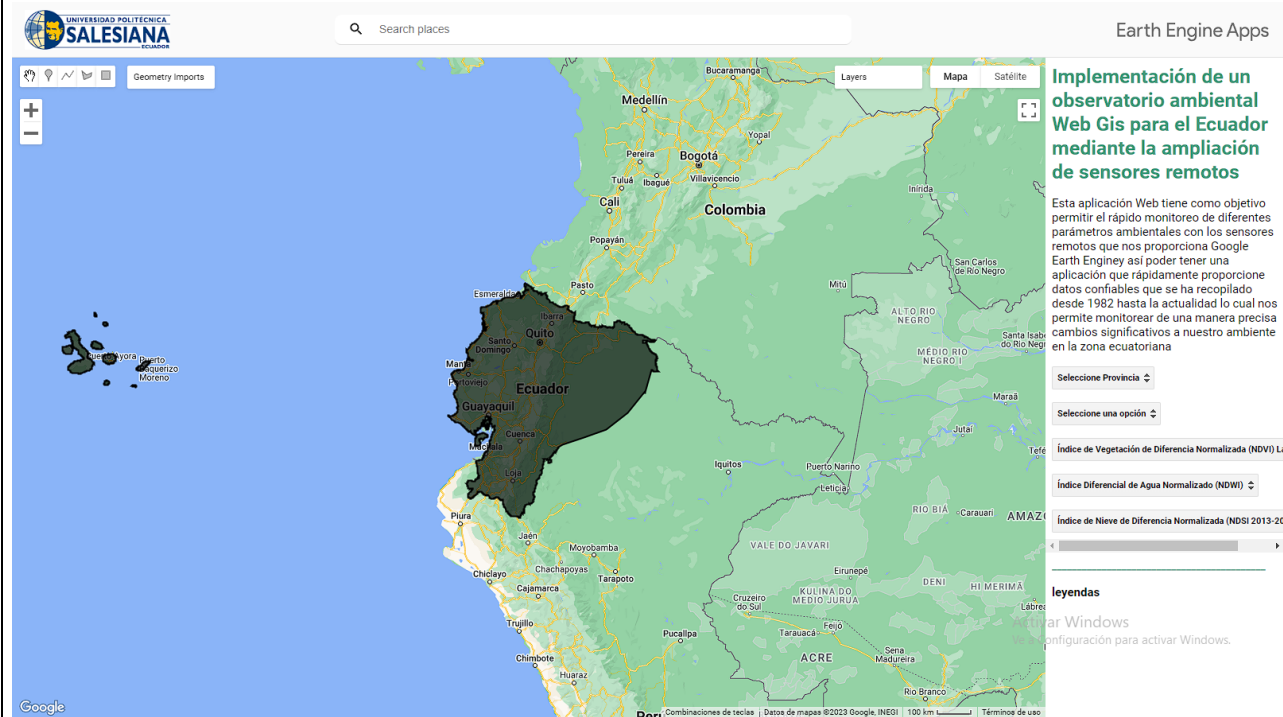 UNIVERSIDAD POLITÉCNICA
SALESIANA
ECUADOR
Search places
Earth Engine Apps
Geometry Imports
Layers
Mapa
Satélite
Implementación de un
observatorio ambiental
Web Gis para el Ecuador
mediante la ampliación
de sensores remotos
Esta aplicación Web tiene como objetivo
permitir el rápido monitoreo de diferentes
parámetros ambientales con los sensores
remotos que nos proporciona Google
Earth Enginey así poder tener una
aplicación que rápidamente proporcione
datos confiables que se ha recopilado
desde 1982 hasta la actualidad lo cual nos
permite monitorear de una manera precisa
cambios significativos a nuestro ambiente
en la zona ecuatoriana
Seleccione Provincia
Seleccione una opción
Índice de Vegetación de Diferencia Normalizada (NDVI) La
Índice Diferencial de Agua Normalizado (NDWI)
Índice de Nieve de Diferencia Normalizada (NDSI 2013-20
leyendas
Activar Windows
Ve a Configuración para activar Windows.
Bucaramanga
Medellín
Yopal
Pereira
Bogotá
Tuluá
Ibagué
Villavicencio
Inírida
Cali
Colombia
Popayán
San Carlos
de Río Negro
Pasto
Mitú
Esmeraldas
ALTO RIO
NEGRO
Ibarra
Quito
Santo
Domingo
Santa Isabe
do Rio Negr
MÉDIO RIO
NEGRO I
Puerto Ayora
Puerto
Baquerizo
Moreno
Manta
Portoviejo
Ecuador
Maraã
Guayaquil
Jutaí
Cuenca
Machala
Tefé
Loja
Iquitos
Puerto Nariño
Leticia
RIO BIÁ
Carauari
AMAZO
Piura
Jaén
VALE DO JAVARI
Moyobamba
Chiclayo
Chachapoyas
Tarapoto
Eirunepé
DENI
HI MERIMÃ
Cajamarca
KULINA DO
MEDIO JURUA
Cruzeiro
do Sul
Lábrea
Trujillo
Pucallpa
Tarauacá
Feijó
Chimbote
ACRE
Sena
Madureira
Huaraz
Rio Branco
Google
Perú
Combinaciones de teclas
Datos de mapas ©2023 Google, INEGI
100 km
Términos de uso